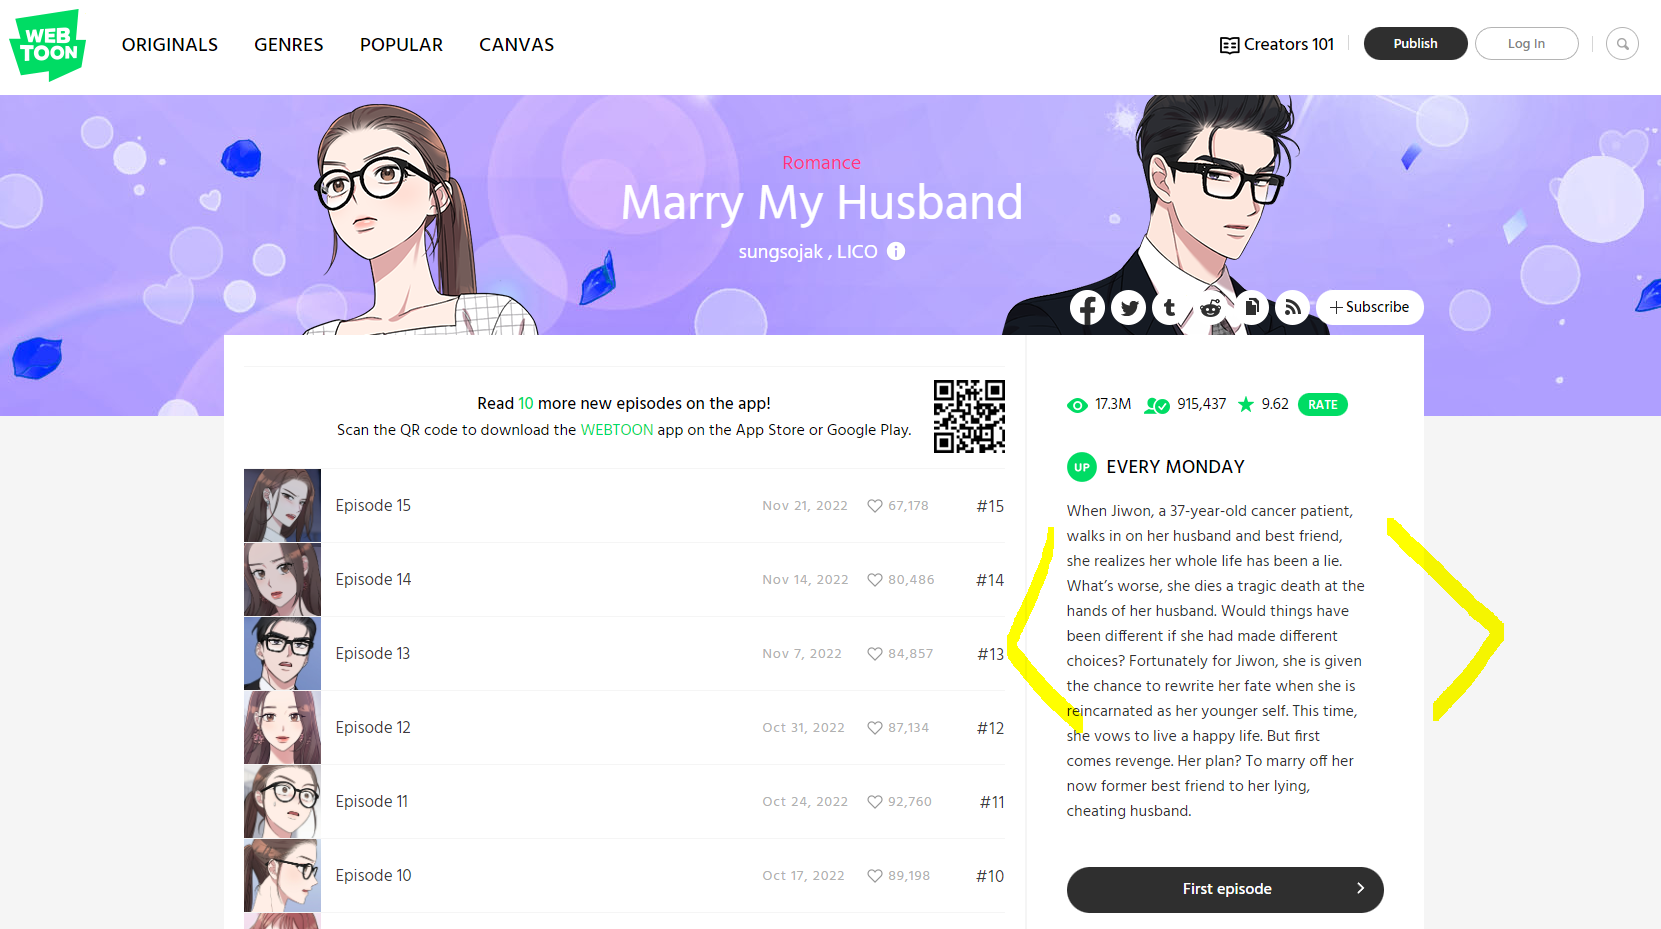 WEB
TOON
ORIGINALS
GENRES
POPULAR
CANVAS
Creators 101
Publish
Log In
Romance
Marry My Husband
sungsojak , LICO
Subscribe
Read 10 more new episodes on the app!
Scan the QR code to download the WEBTOON app on the App Store or Google Play.
Episode 15 Nov 21, 2022 67,178 #15
Episode 14 Nov 14, 2022 80,486 #14
Episode 13 Nov 7, 2022 84,857 #13
Episode 12 Oct 31, 2022 87,134 #12
Episode 11 Oct 24, 2022 92,760 #11
Episode 10 Oct 17, 2022 89,198 #10
17.3M 915,437 9.62 RATE
UP EVERY MONDAY
When Jiwon, a 37-year-old cancer patient,
walks in on her husband and best friend,
she realizes her whole life has been a lie.
What's worse, she dies a tragic death at the
hands of her husband. Would things have
been different if she had made different
choices? Fortunately for Jiwon, she is given
the chance to rewrite her fate when she is
reincarnated as her younger self. This time,
she vows to live a happy life. But first
comes revenge. Her plan? To marry off her
now former best friend to her lying,
cheating husband.
First episode